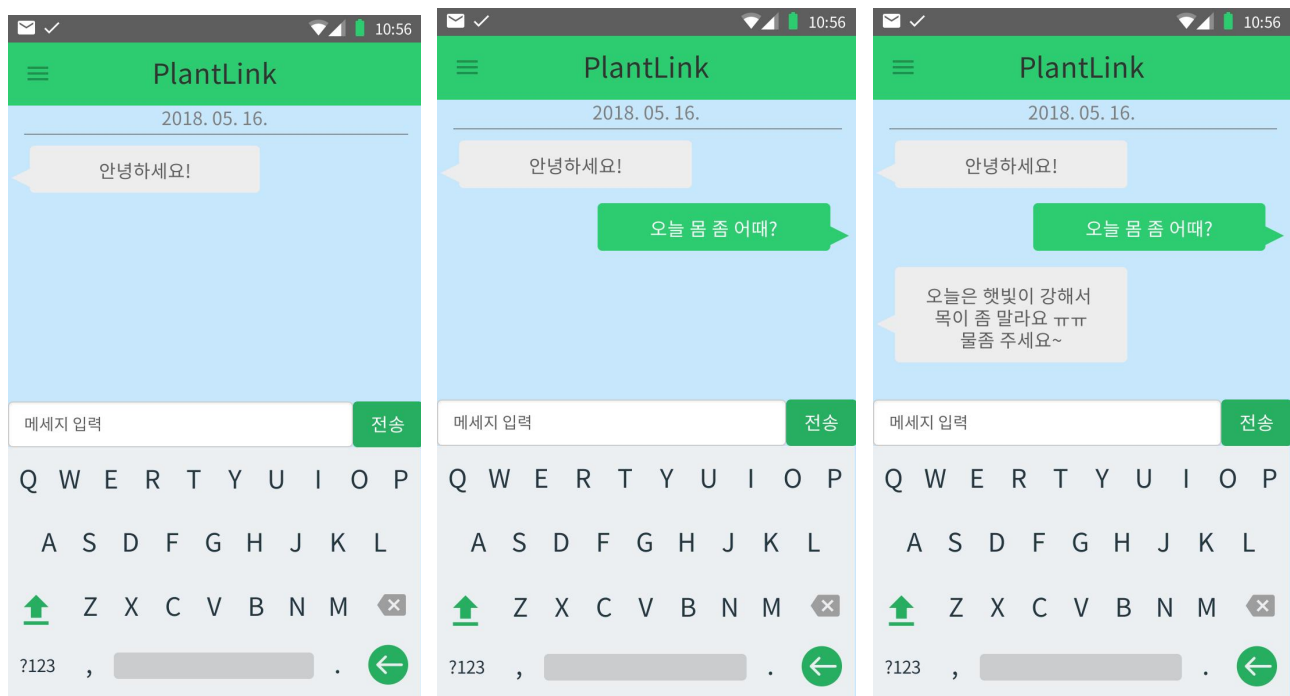 10:56
PlantLink
2018. 05. 16.
안녕하세요!
메세지 입력
전송
Q W E R T Y U I O P
A S D F G H J K L
Z X C V B N M
?123 , .
10:56
PlantLink
2018. 05. 16.
안녕하세요!
오늘 몸 좀 어때?
메세지 입력
전송
Q W E R T Y U I O P
A S D F G H J K L
Z X C V B N M
?123 , .
10:56
PlantLink
2018. 05. 16.
안녕하세요!
오늘 몸 좀 어때?
오늘은 햇빛이 강해서
목이 좀 말라요 ㅠㅠ
물좀 주세요~
메세지 입력
전송
Q W E R T Y U I O P
A S D F G H J K L
Z X C V B N M
?123 , .